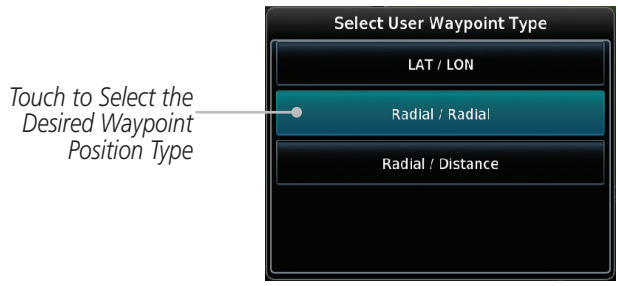 Select User Waypoint Type
LAT / LON
Touch to Select the
Desired Waypoint
Position Type
Radial / Radial
Radial / Distance